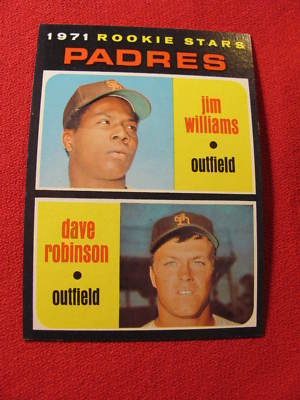 1971 ROOKIE STARS
PADRES
jim
williams
outfield
dave
robinson
outfield